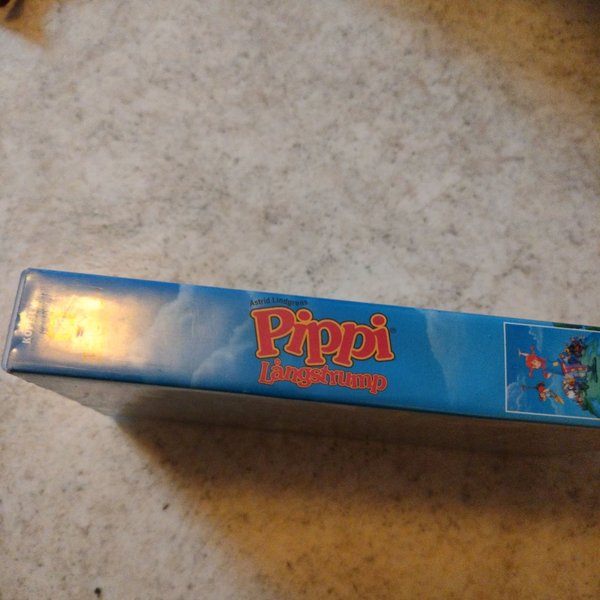 Astrid Lindgrens
Pippi
Långstrump